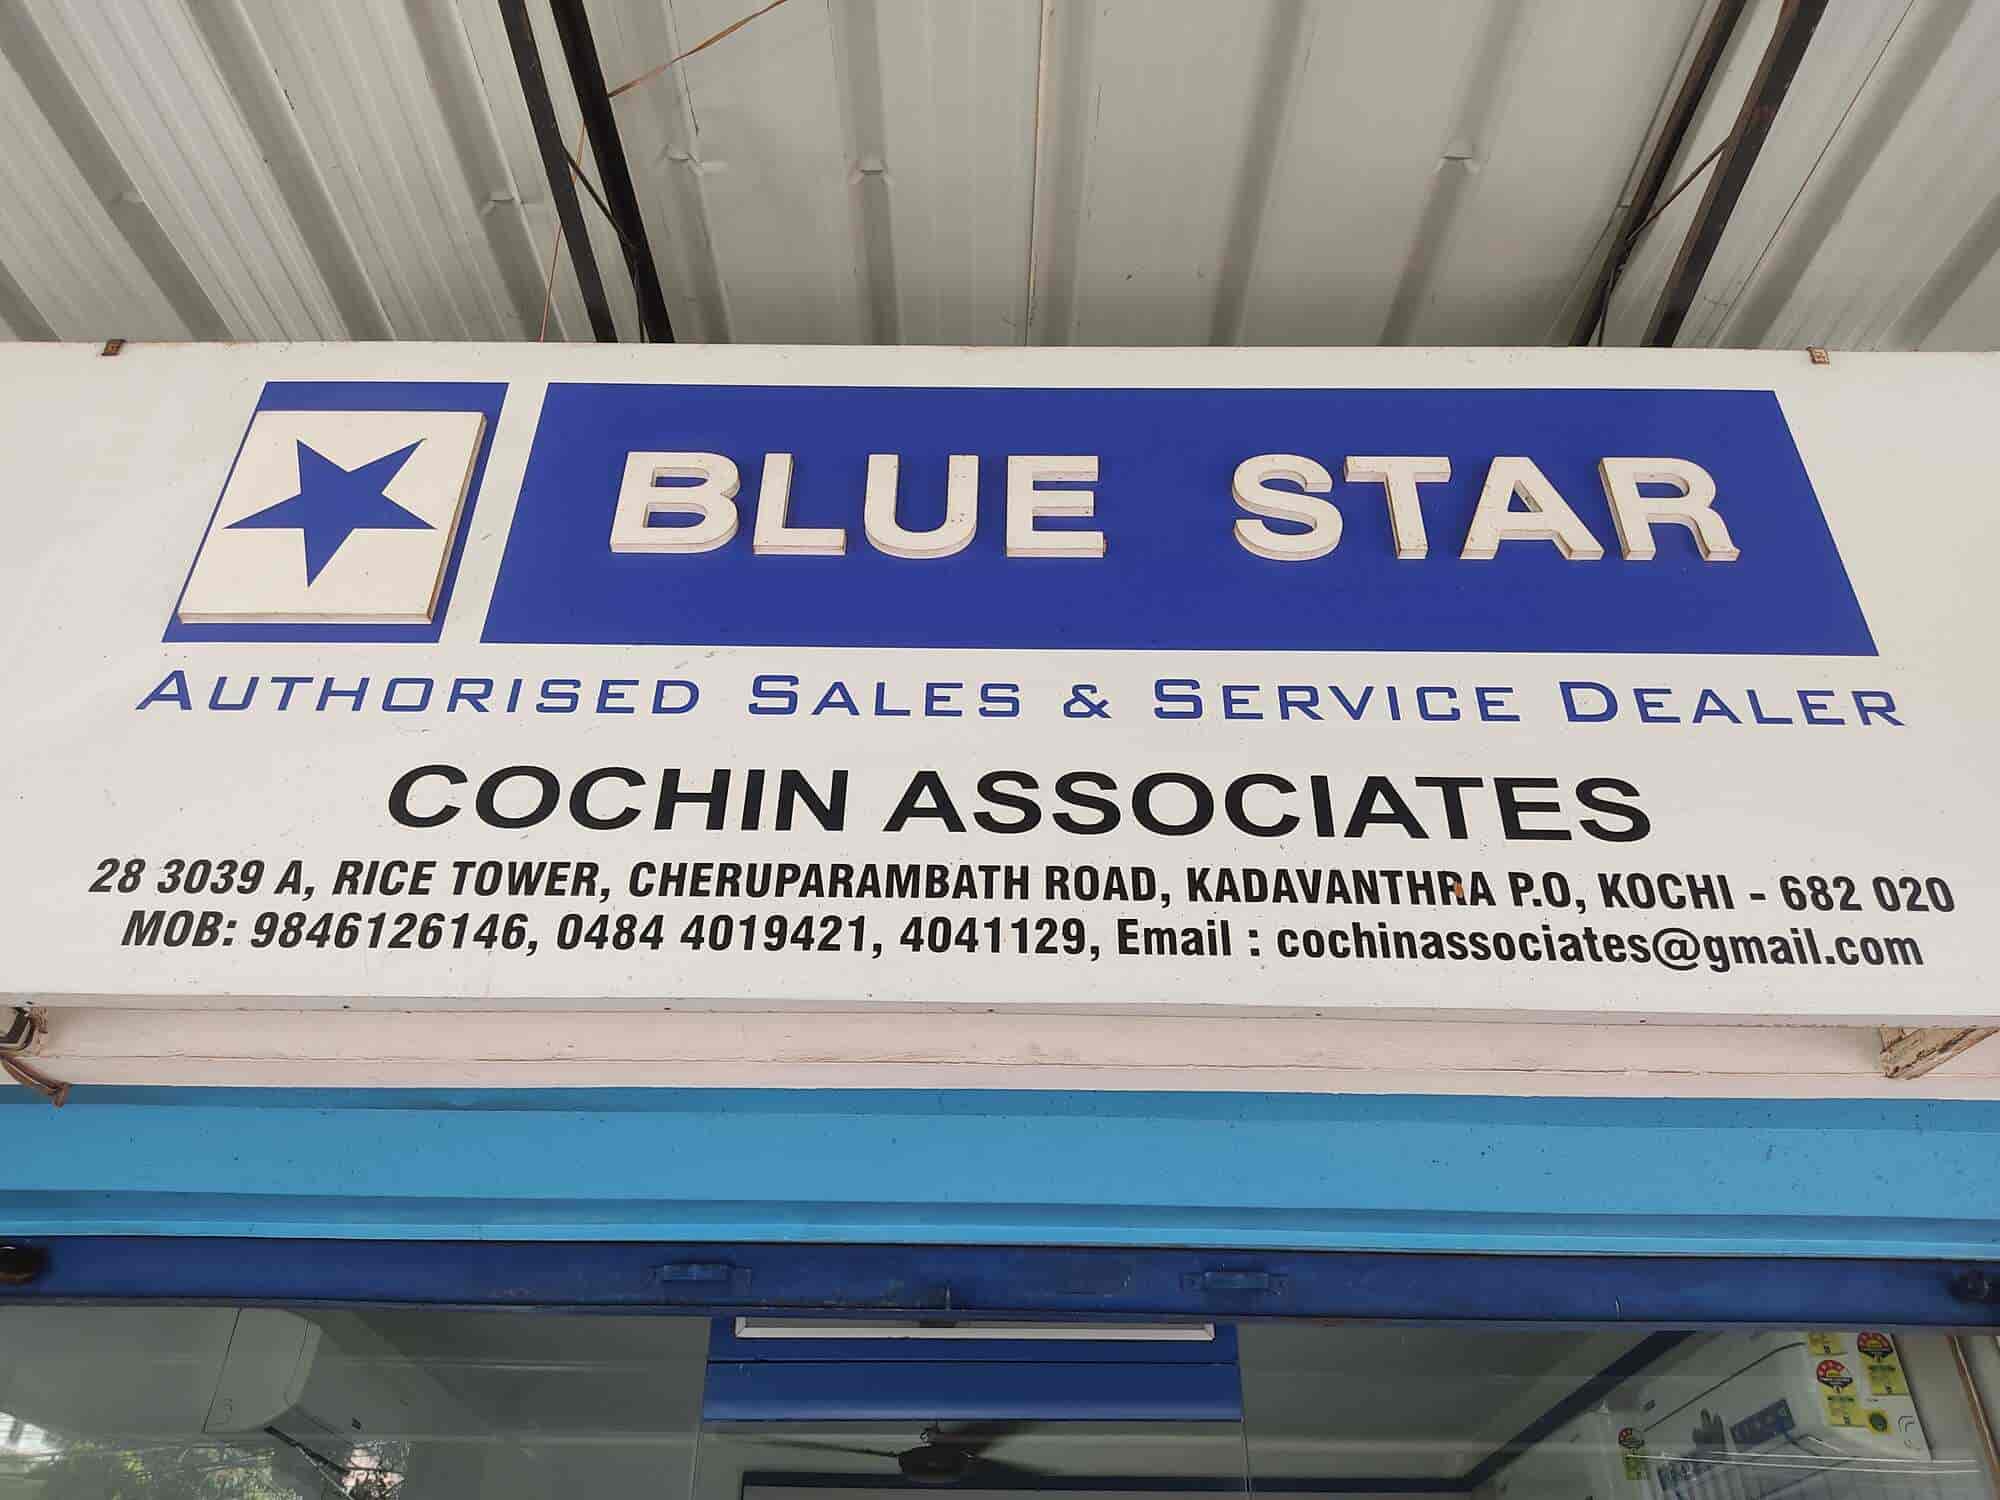 BLUE STAR
AUTHORISED SALES & SERVICE DEALER
COCHIN ASSOCIATES
28 3039 A, RICE TOWER, CHERUPARAMBATH ROAD, KADAVANTHRA P.O, KOCHI - 682 020
MOB: 9846126146, 0484 4019421, 4041129, Email : cochinassociates@gmail.com